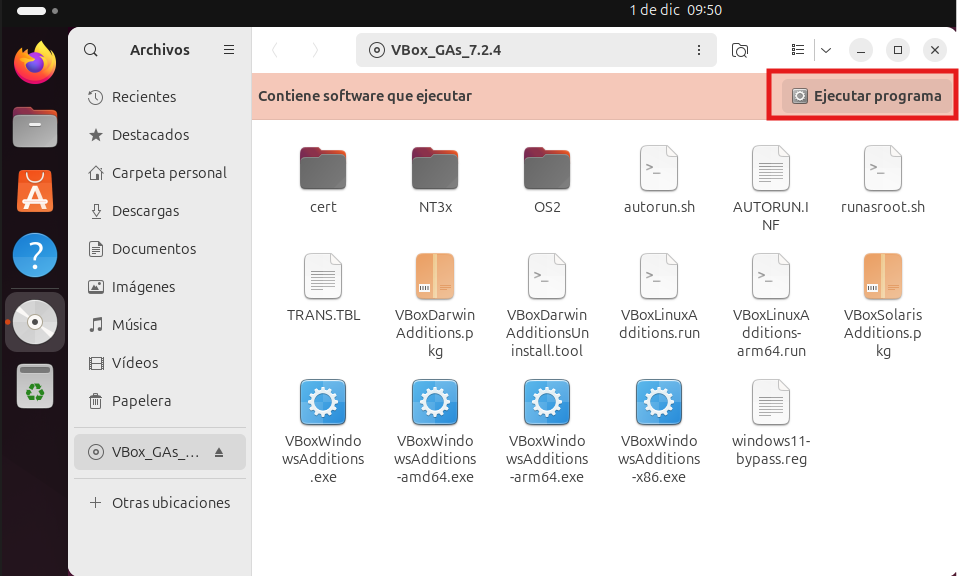 1 de dic 09:50
Archivos
VBox_GAs_7.2.4
Recientes
Destacados
Carpeta personal
Descargas
Documentos
Imágenes
Música
Vídeos
Papelera
VBox_GAs_...
Otras ubicaciones
Contiene software que ejecutar
Ejecutar programa
cert
NT3x
OS2
autorun.sh
AUTORUN.I
NF
runasroot.sh
TRANS.TBL
VBoxDarwin
Additions.p
kg
VBoxDarwin
AdditionsUn
install.tool
VBoxLinuxA
dditions.run
VBoxLinuxA
dditions-
arm64.run
VBoxSolaris
Additions.p
kg
VBoxWindo
wsAdditions
.exe
VBoxWindo
wsAdditions
-amd64.exe
VBoxWindo
wsAdditions
-arm64.exe
VBoxWindo
wsAdditions
-x86.exe
windows11-
bypass.reg